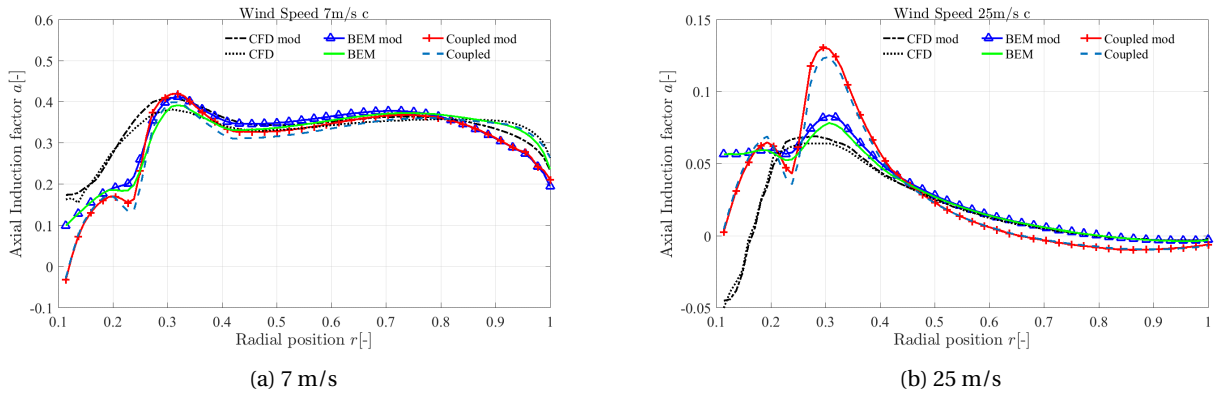 Wind Speed 7m/s c
CFD mod BEM mod Coupled mod
CFD BEM Coupled
Axial Induction factor a[-]
0.6
0.5
0.4
0.3
0.2
0.1
0
-0.1
0.1 0.2 0.3 0.4 0.5 0.6 0.7 0.8 0.9 1
Radial position r[-]
(a) 7 m/s
Wind Speed 25m/s c
CFD mod BEM mod Coupled mod
CFD BEM Coupled
Axial Induction factor a[-]
0.15
0.10
0.05
0
-0.05
0.1 0.2 0.3 0.4 0.5 0.6 0.7 0.8 0.9 1
Radial position r[-]
(b) 25 m/s